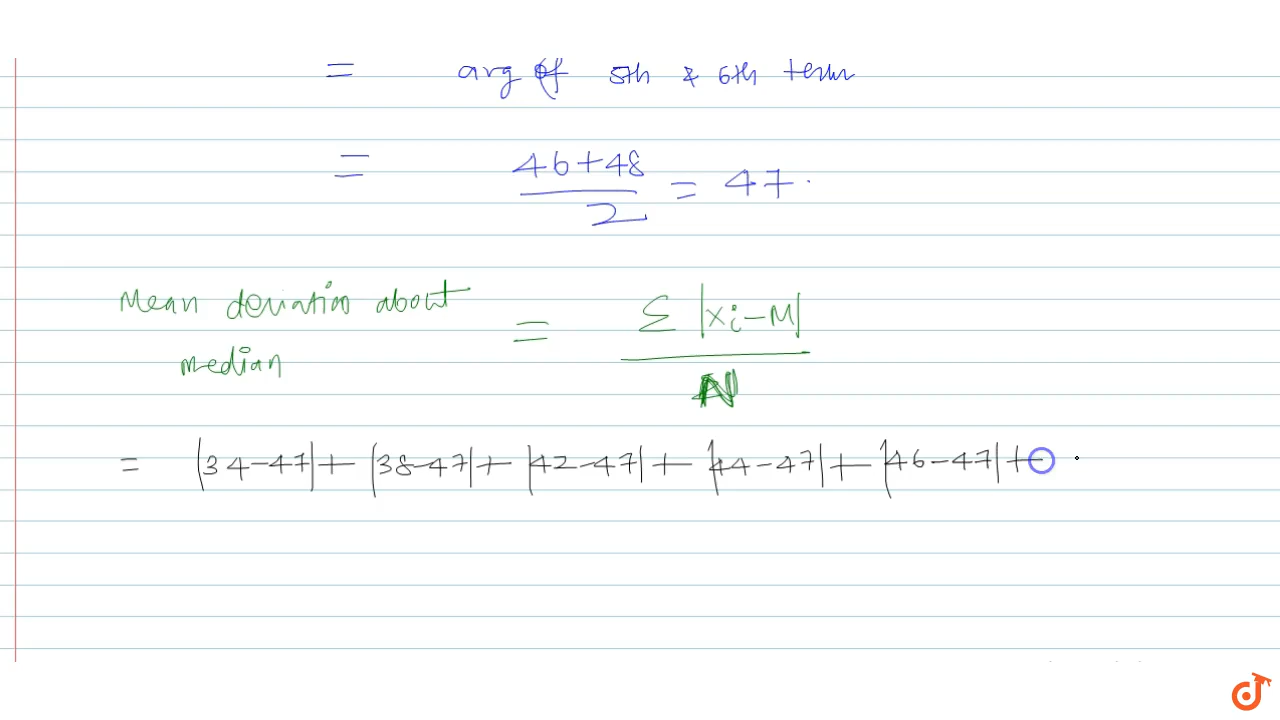 = avg of 5th & 6th term
= 46+48 / 2 = 47.
Mean deviation about median = Σ |xi-M| / N
= |34-47| + |38-47| + |42-47| + |44-47| + |46-47| +